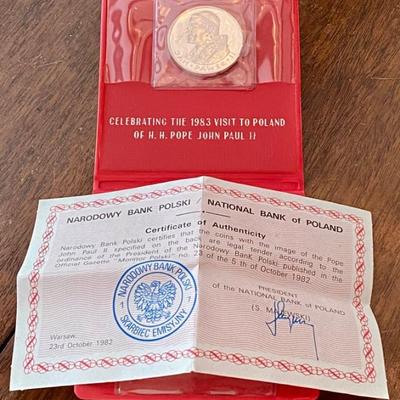 CELEBRATING THE 1983 VISIT TO POLAND
OF H. H. POPE JOHN PAUL II
NARODOWY BANK POLSKI / NATIONAL BANK of POLAND
Certificate of Authenticity
Narodowy Bank Polski certifies that the coins with the image of the Pope
John Paul II specified on the back are legal tender according to the
ordinance of the President of the Narodowy Bank Polski published in the
Official Gazette "Monitor Polski" no. 23 of the 5 th of October 1982.
NARODOWY BANK POLSKI
SKARBIEC EMISYJNY
PRESIDENT
of the NATIONAL BANK of POLAND
Warsaw,
23rd October 1982